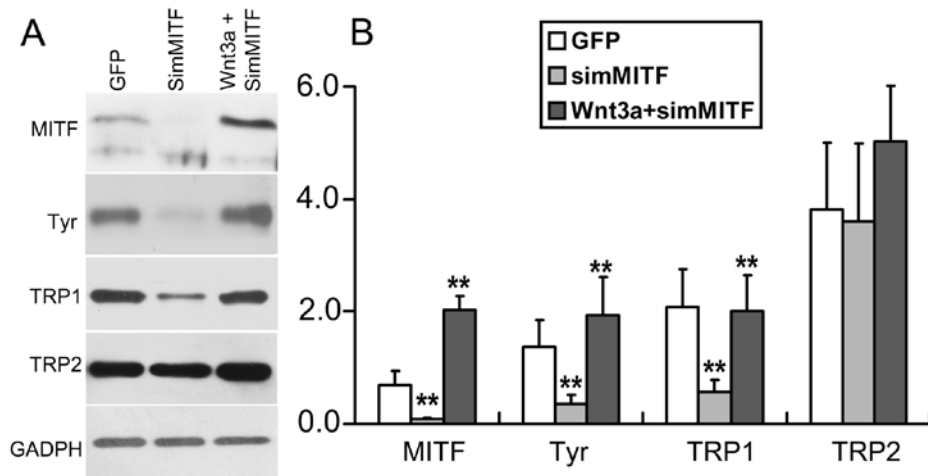 A
GFP
SimMITF
Wnt3a +
SimMITF
MITF
Tyr
TRP1
TRP2
GADPH
B
GFP
simMITF
Wnt3a+simMITF
6.0
4.0
2.0
0.0
**
**
**
**
**
**
MITF
Tyr
TRP1
TRP2